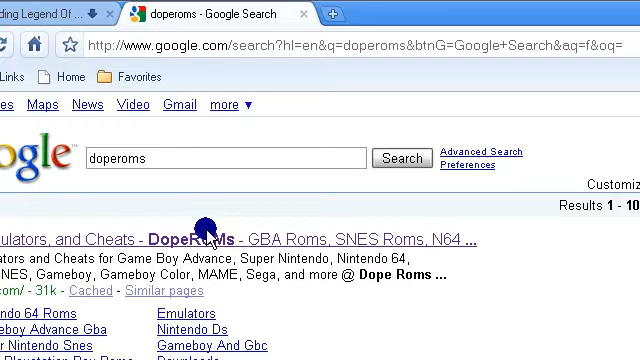 ding Legend Of ... doperoms - Google Search
http://www.google.com/search?hl=en&q=doperoms&btnG=Google+Search&aq=f&oq=
Links Home Favorites
es Maps News Video Gmail more ▼
ogle™ doperoms Search Advanced Search
Preferences
Customiz
Results 1 - 10
ulators, and Cheats - DopeROMs - GBA Roms, SNES Roms, N64 ...
ators and Cheats for Game Boy Advance, Super Nintendo, Nintendo 64,
NES, Gameboy, Gameboy Color, MAME, Sega, and more @ Dope Roms ...
com/ - 31k - Cached - Similar pages
ndo 64 Roms Emulators
eboy Advance Gba Nintendo Ds
r Nintendo Snes Gameboy And Gbc